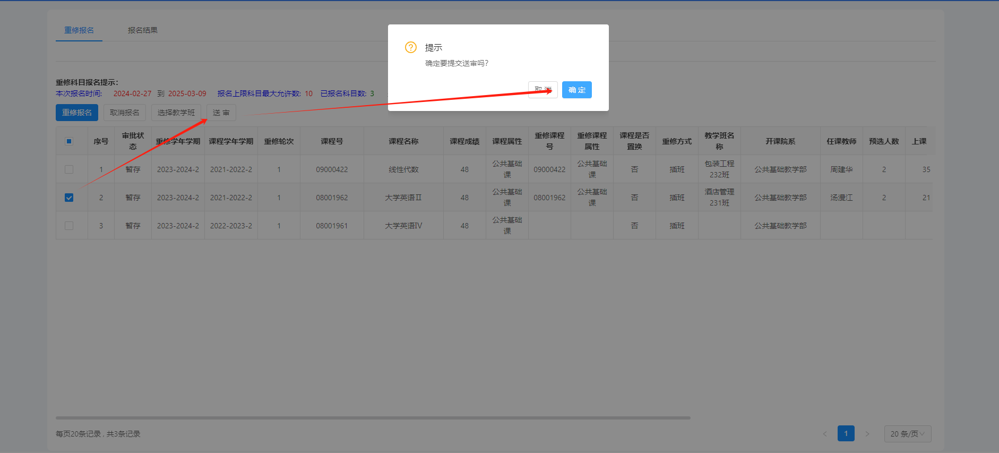 重修报名 报名结果
提示
确定要提交送审吗？
取 消 确 定
重修科目报名提示：
本次报名时间: 2024-02-27 到 2025-03-09 报名上限科目最大允许数: 10 已报名科目数: 3
重修报名 取消报名 选择教学班 送 审
序号 审批状态 重修学年学期 课程学年学期 重修轮次 课程号 课程名称 课程成绩 课程属性 重修课程号 重修课程属性 课程是否置换 重修方式 教学班名称 开课院系 任课教师 预选人数 上课
1 暂存 2023-2024-2 2021-2022-2 1 09000422 线性代数 48 公共基础课 09000422 公共基础课 否 插班 包装工程232班 公共基础教学部 周建华 2 35
2 暂存 2023-2024-2 2021-2022-2 1 08001962 大学英语Ⅱ 48 公共基础课 08001962 公共基础课 否 插班 酒店管理231班 公共基础教学部 汤漫江 2 21
3 暂存 2023-2024-2 2022-2023-2 1 08001961 大学英语Ⅳ 48 公共基础课 否 插班 公共基础教学部
每页20条记录 , 共3条记录 < 1 > 20 条/页